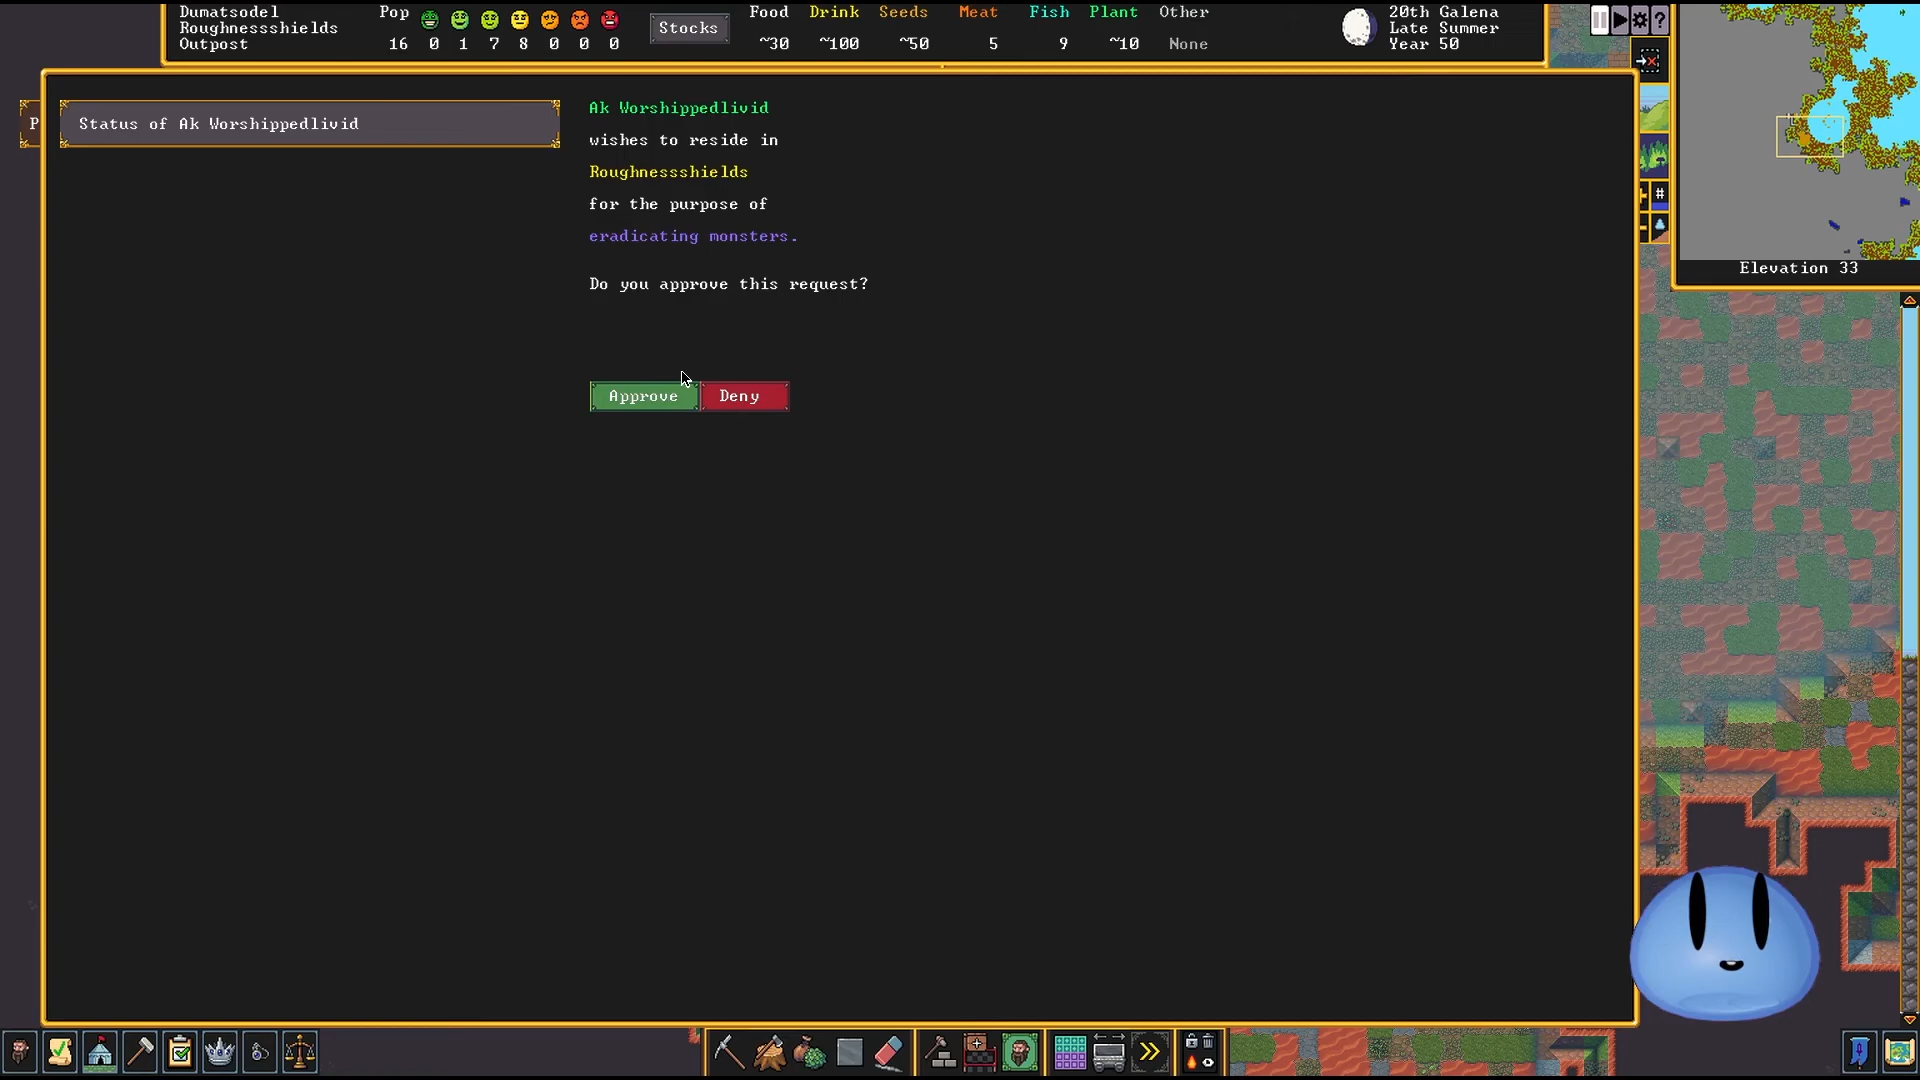 Dumatsodel
Roughnessshields
Outpost
Pop
16 0 1 7 8 0 0 0
Stocks
Food Drink Seeds Meat Fish Plant Other
~30 ~100 ~50 5 9 ~10 None
20th Galena
Late Summer
Year 50
?
P
Status of Ak Worshippedlivid
Ak Worshippedlivid
wishes to reside in
Roughnessshields
for the purpose of
eradicating monsters.
Do you approve this request?
Approve Deny
#
Elevation 33